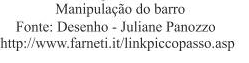 Manipulação do barro
Fonte: Desenho - Juliane Panozzo
http://www.farneti.it/linkpiccopasso.asp